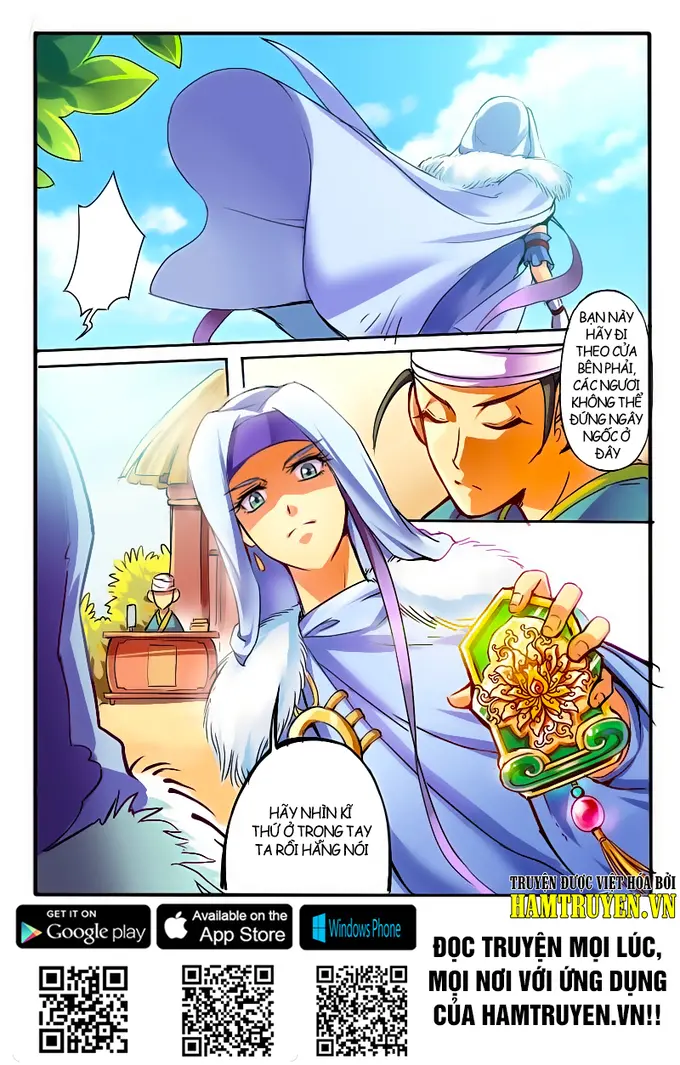 BẠN NÀY
HÃY ĐI
THEO CỬA
BÊN PHẢI,
CÁC NGƯƠI
KHÔNG THỂ
ĐỨNG NGÂY
NGỐC Ở
ĐÂY
HÃY NHÌN KĨ
THỨ Ở TRONG TAY
TA RỒI HẴNG NÓI
TRUYỆN ĐƯỢC VIỆT HÓA BỞI
HAMTRUYEN.VN
GET IT ON
Google play
Available on the
App Store
Windows Phone
ĐỌC TRUYỆN MỌI LÚC,
MỌI NƠI VỚI ỨNG DỤNG
CỦA HAMTRUYEN.VN!!